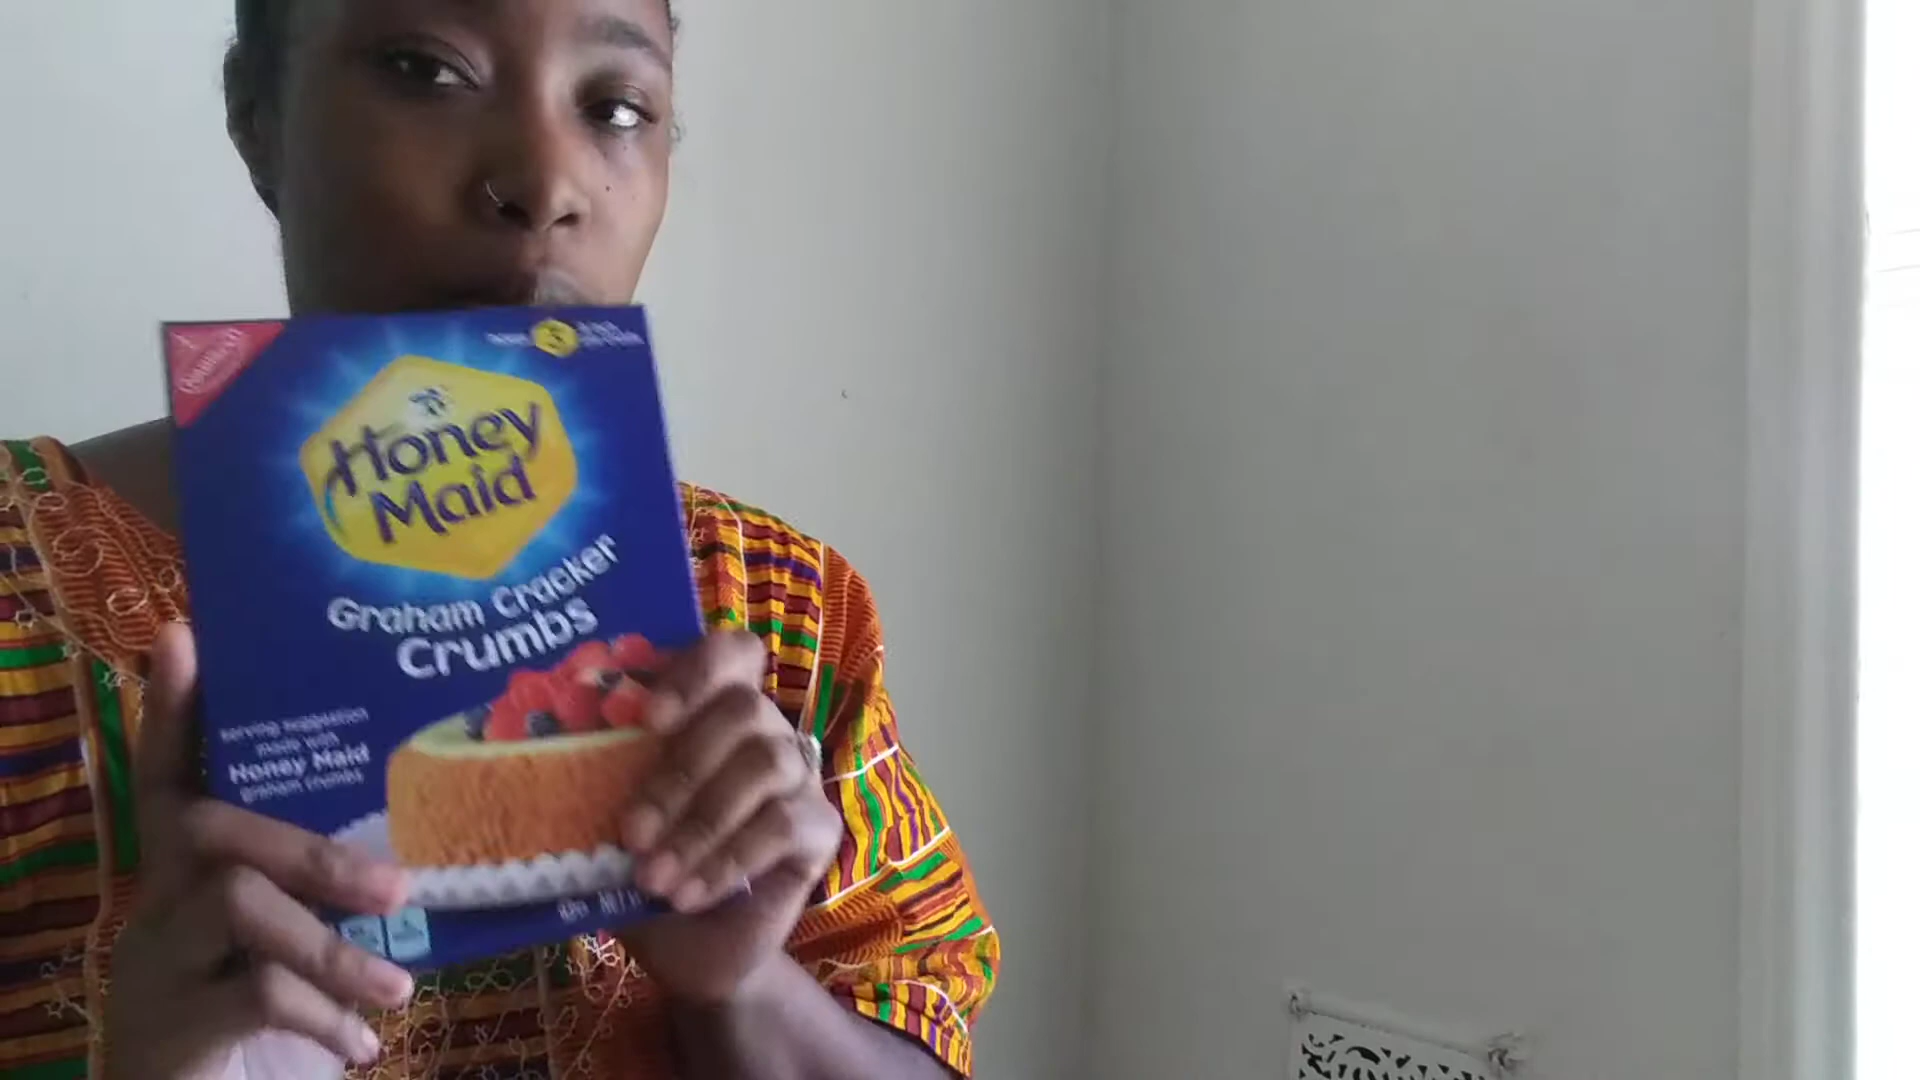 Honey
Maid
Graham Cracker
Crumbs
serving suggestion
made with
Honey Maid
graham crumbs